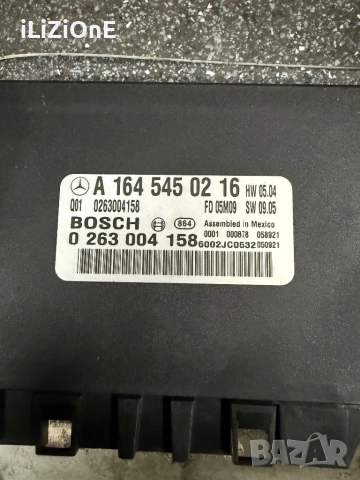 iLiZiOnE
A 164 545 02 16 HW 05.04
Q01 0263004158 FD 05M09 SW 09.05
BOSCH 864 Assembled in Mexico
0001 000878 058921
0 263 004 158 6002JC0532 050921
BAZAR